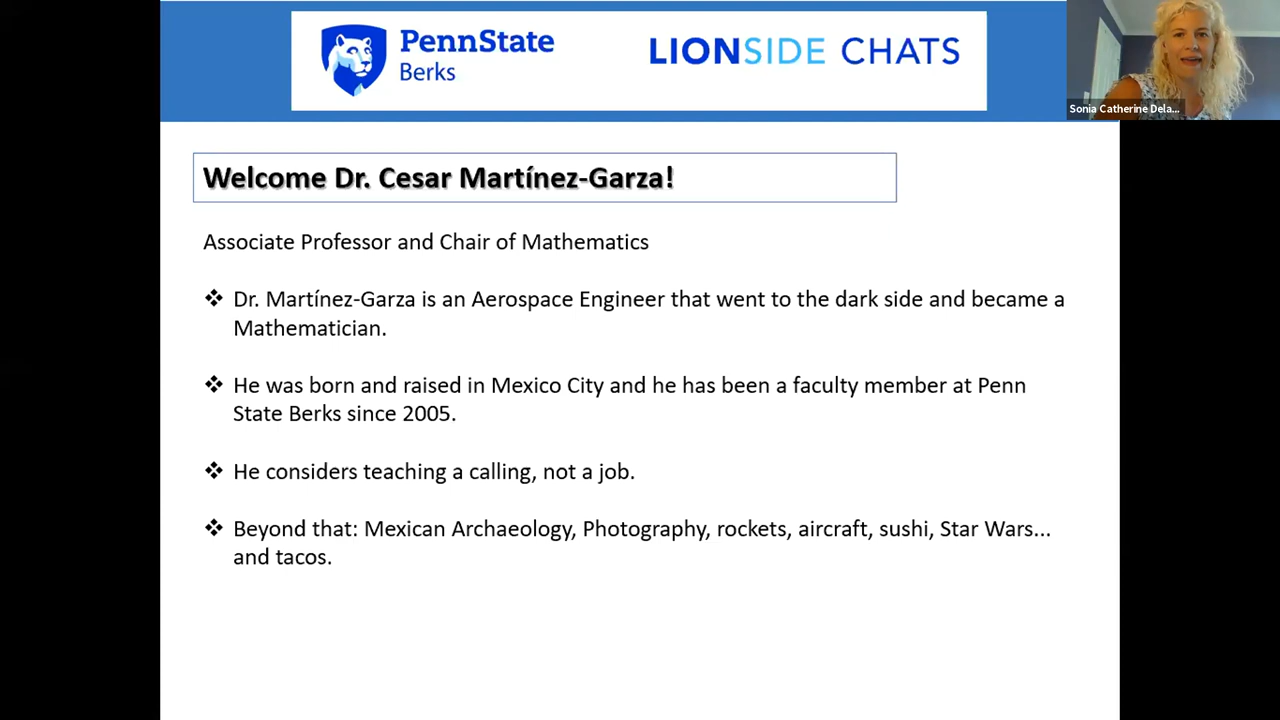 PennState
Berks
LIONSIDE CHATS
Sonia Catherine Dela...
Welcome Dr. Cesar Martínez-Garza!
Associate Professor and Chair of Mathematics
❖ Dr. Martínez-Garza is an Aerospace Engineer that went to the dark side and became a
Mathematician.
❖ He was born and raised in Mexico City and he has been a faculty member at Penn
State Berks since 2005.
❖ He considers teaching a calling, not a job.
❖ Beyond that: Mexican Archaeology, Photography, rockets, aircraft, sushi, Star Wars...
and tacos.